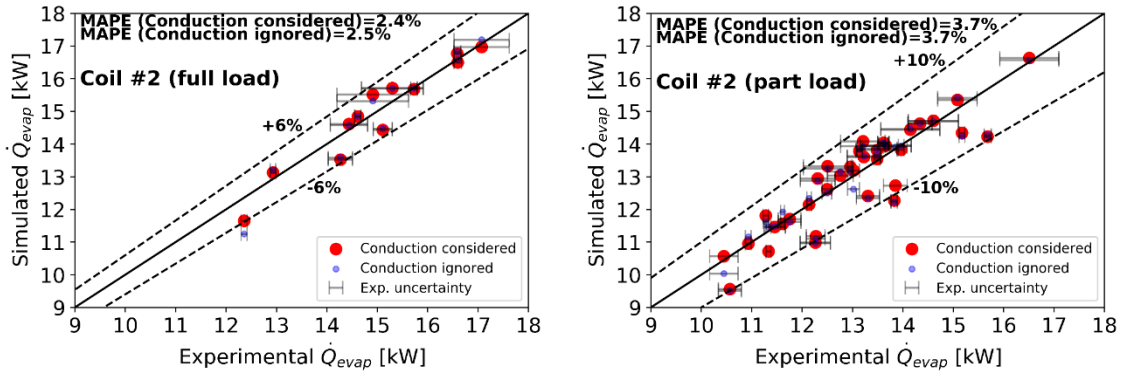 MAPE (Conduction considered)=2.4%
MAPE (Conduction ignored)=2.5%
Coil #2 (full load)
+6%
-6%
Conduction considered
Conduction ignored
Exp. uncertainty
18
17
16
15
14
13
12
11
10
9
Simulated Q̇evap [kW]
9 10 11 12 13 14 15 16 17 18
Experimental Q̇evap [kW]
MAPE (Conduction considered)=3.7%
MAPE (Conduction ignored)=3.7%
+10%
Coil #2 (part load)
-10%
Conduction considered
Conduction ignored
Exp. uncertainty
18
17
16
15
14
13
12
11
10
9
Simulated Q̇evap [kW]
9 10 11 12 13 14 15 16 17 18
Experimental Q̇evap [kW]